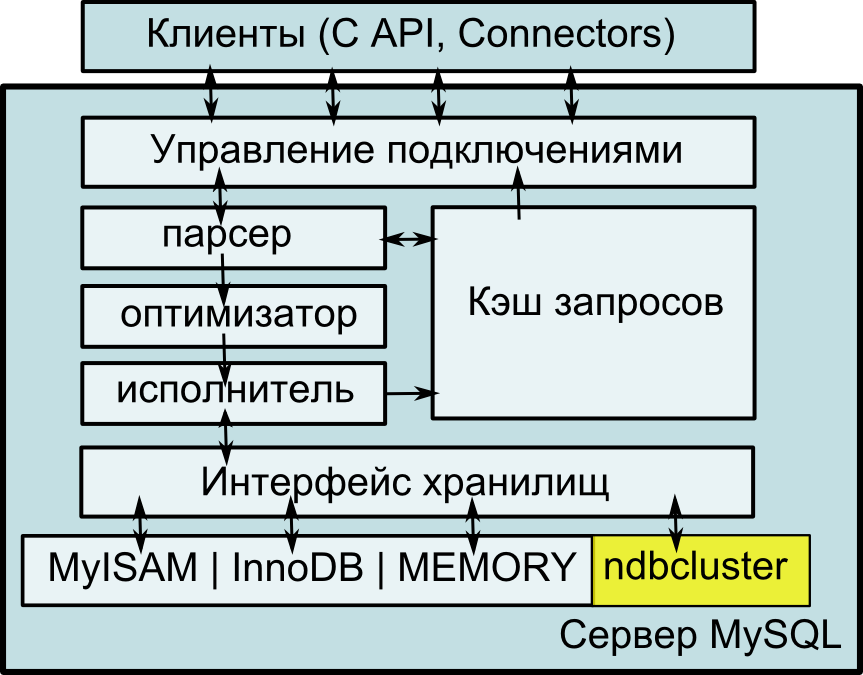 Клиенты (C API, Connectors)
Управление подключениями
парсер
оптимизатор
исполнитель
Кэш запросов
Интерфейс хранилищ
MyISAM | InnoDB | MEMORY
ndbcluster
Сервер MySQL